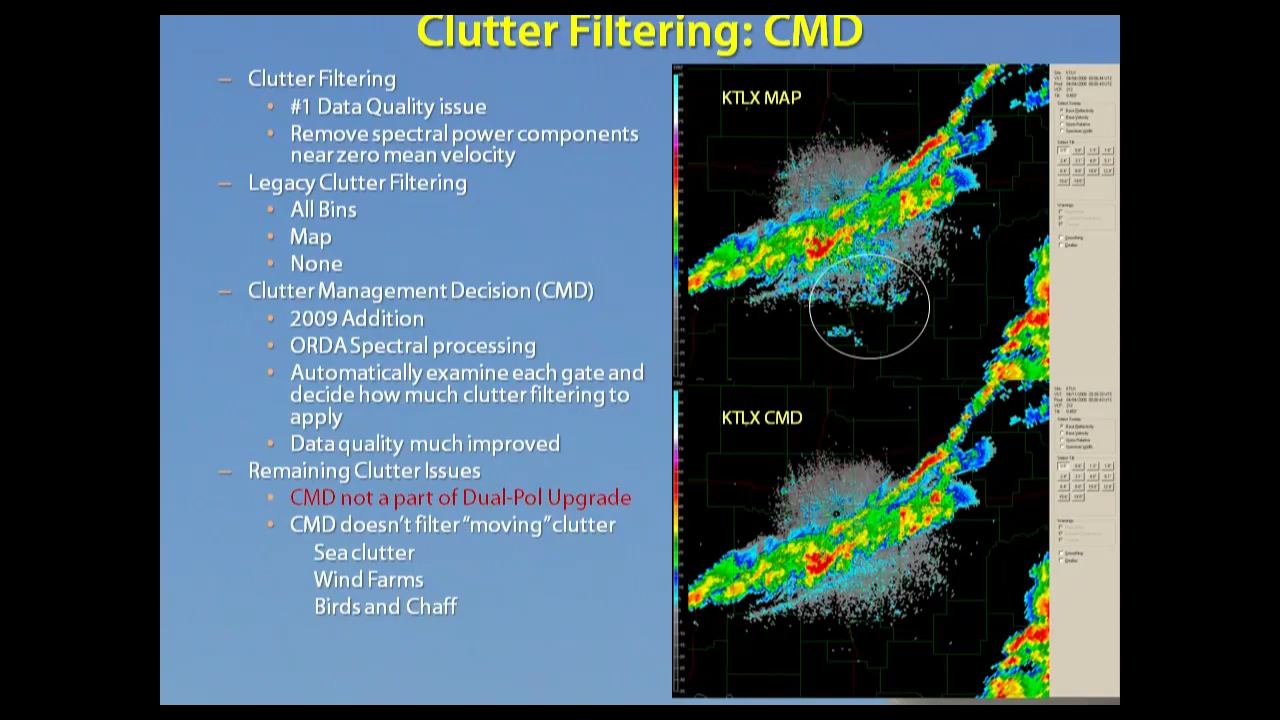 Clutter Filtering: CMD
– Clutter Filtering
• #1 Data Quality issue
• Remove spectral power components
near zero mean velocity
– Legacy Clutter Filtering
• All Bins
• Map
• None
– Clutter Management Decision (CMD)
• 2009 Addition
• ORDA Spectral processing
• Automatically examine each gate and
decide how much clutter filtering to
apply
• Data quality much improved
– Remaining Clutter Issues
• CMD not a part of Dual-Pol Upgrade
• CMD doesn't filter “moving” clutter
Sea clutter
Wind Farms
Birds and Chaff
KTLX MAP
KTLX CMD